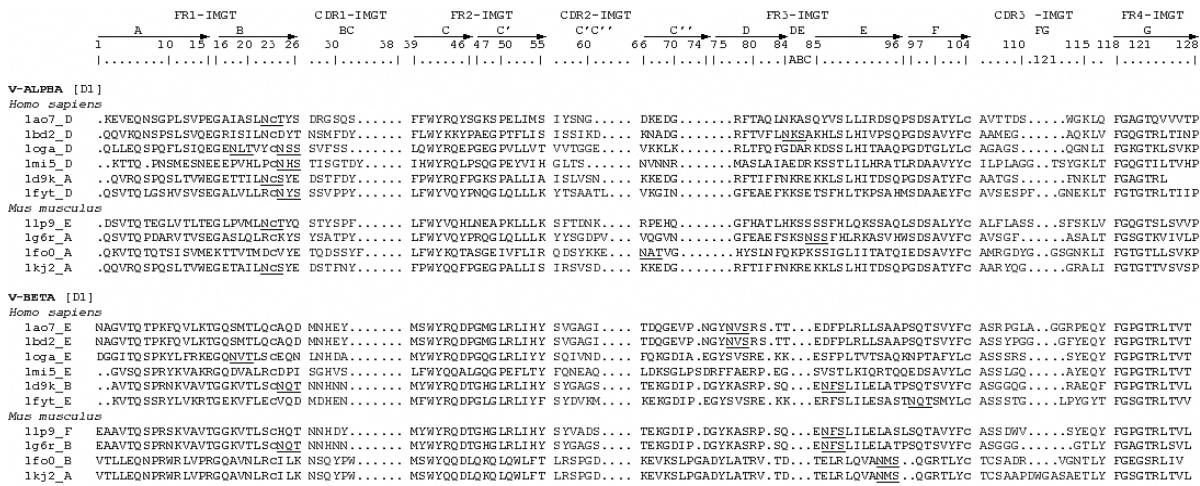 FR1-IMGT CDR1-IMGT FR2-IMGT CDR2-IMGT FR3-IMGT CDR3 -IMGT FR4-IMGT
A B BC C C' C'C'' C'' D DE E F FG G
1 10 15 16 23 26 30 38 39 46 47 55 60 66 70 74 75 84 85 96 97 104 110 115 118 121 128
ABC 121
V-ALPBA [D1]
Homo sapiens
1ao7_D .KEVEQNSGPLSVPEGAIASLNcTYS DRGSQS...... FFWYRQYSGKSPELIMS IYSNG..... DKEDG.....RFTAQLNKASQYVSLLIRDSQPSDSATYLc AVTTDS...WGKLQ FGAGTQVVVTP
1bd2_D .QQVKQNSPSLSVQEGRISILNcDYT NSMFDY...... FLWYKKYPAEGPTFLIS ISSIKD.... KNADG.....RFTVFLNKSAKHLSLHIVPSQPGDSAVYFc AAMEG....AQKLV FGQGTRLTINP
1oga_D .QLLEQSPQFLSIQEGENLTVYcNSS SVFSS....... LQWYRQEPGEGPVLLVT VVTGGE.... VKKLK.....RLTFQFGDARKDSSLHITAAQPGDTGLYLc AGAGS....QGNLI FGKGTKLSVKP
1mi5_D ..KTTQ.PNSMESNEEEPVHLPcNHS TISGTDY..... IHWYRQLPSQGPEYVIH GLTS...... NVNNR.....MASLAIAEDRKSSTLILHRATLRDAAVYYc ILPLAGG..TSYGKLT FGQGTILTVHP
1d9k_A .QQVRQSPQSLTVWEGETTILNcSYE DSTFDY...... FPWYRQFPGKSPALLIA ISLVSN.... KKEDG.....RFTIFFNKREKKLSLHITDSQPGDSATYFc AATGS....FNKLT FGAGTRL
1fyt_D .QSVTQLGSHVSVSEGALVLLRcNYS SSVPPY...... LFWYVQYPNQGLQLLLK YTSAATL... VKGIN.....GFEAEFKKSETSFHLTKPSAHMSDAAEYFc AVSESPF..GNEKLT FGTGTRLTIIP
Mus musculus
1lp9_E .DSVTQTEGLVTLTEGLPVMLNcTYQ STYSPF...... LFWYVQHLNEAPKLLLK SFTDNK.... RPEHQ.....GFHATLHKSSSSFHLQKSSAQLSDSALYYc ALFLASS..SFSKLV FGQGTSLSVVP
1g6r_A .QSVTQPDARVTVSEGASLQLRcKYS YSATPY...... LFWYVQYPRQGLQLLLK YYSGDPV... VQGVN.....GFEAEFSKSNSSFHLRKASVHWSDSAVYFc AVSGF....ASALT FGSGTKVIVLP
1fo0_A .QKVTQTQTSISVMEKTTVTMDcVYE TQDSSYF..... LFWYKQTASGEIVFLIR QDSYKKE... NATVG.....HYSLNFQKPKSSIGLIITATQIEDSAVYFc AMRGDYG.GSGNKLI FGTGTLLSVKP
1kj2_A .QQVRQSPQSLTVWEGETAILNcSYE DSTFNY...... FPWYQQFPGEGPALLIS IRSVSD.... KKEDG.....RFTIFFNKREKKLSLHITDSQPGDSATYFc AARYQG...GRALI FGTGTTVSVSP
V-BETA [D1]
Homo sapiens
1ao7_E NAGVTQTPKFQVLKTGQSMTLQcAQD MNHEY....... MSWYRQDPGMGLRLIHY SVGAGI.... TDQGEVP.NGYNVSRS.TT...EDFPLRLLSAAPSQTSVYFc ASRPGLA..GGRPEQY FGPGTRLTVT
1bd2_E NAGVTQTPKFQVLKTGQSMTLQcAQD MNHEY....... MSWYRQDPGMGLRLIHY SVGAGI.... TDQGEVP.NGYNVSRS.TT...EDFPLRLLSAAPSQTSVYFc ASSYPGG...GFYEQY FGPGTRLTVT
1oga_E DGGITQSPKYLFRKEGQNVTLScEQN LNHDA....... MYWYRQDPGQGLRLIYY SQIVND.... FQKGDIA.EGYSVSRE.KK...ESFPLTVTSAQKNPTAFYLc ASSSRS....SYEQY FGPGTRLTVT
1mi5_E ..GVSQSPRYKVAKRGQDVALRcDPI SGHVS....... LFWYQQALGQGPEFLTY FQNEAQ.... LDKSGLPSDRFFAERP.EG...SVSTLKIQRTQQEDSAVYLc ASSLGQ....AYEQY FGPGTRLTVT
1d9k_B ..AVTQSPRNKVAVTGGKVTLScNQT NNHNN....... MYWYRQDTGHGLRLIHY SYGAGS.... TEKGDIP.DGYKASRP.SQ...ENFSLILELATPSQTSVYFc ASGGQG....RAEQF FGPGTRLTVL
1fyt_E ..KVTQSSRYLVKRTGEKVFLEcVQD MDHEN....... MFWYRQDPGLGLRLIYF SYDVKM.... KEKGDIP.EGYSVSRE.KK...ERFSLILESASTNQTSMYLc ASSSTG....LPYGYT FGPGTRLTVV
Mus musculus
1lp9_F EAAVTQSPRSKVAVTGGKVTLScHQT NNHDY....... MYWYRQDTGHGLRLIHY SYVADS.... TEKGDIP.DGYKASRP.SQ...ENFSLILELASLSQTAVYFc ASSDWV....SYEQY FGPGTRLTVL
1g6r_B EAAVTQSPRNKVAVTGGKVTLScNQT NNHNN....... MYWYRQDTGHGLRLIHY SYGAGS.... TEKGDIP.DGYKASRP.SQ...ENFSLILELATPSQTSVYFc ASGGG.....GTLY FGAGTRLSVL
1fo0_B VTLLEQNPRWRLVPRGQAVNLRcILK NSQYPW...... MSWYQQDLQKQLQWLFT LRSPGD.... KEVKSLPGADYLATRV.TD...TELRLQVANMS..QGRTLYc TCSADR....VGNTLY FGEGSRLIV
1kj2_A VTLLEQNPRWRLVPRGQAVNLRcILK NSQYPW...... MSWYQQDLQKQLQWLFT LRSPGD.... KEVKSLPGADYLATRV.TD...TELRLQVANMS..QGRTLYc TCSAAPDWGASAETLY FGSGTRLTVL